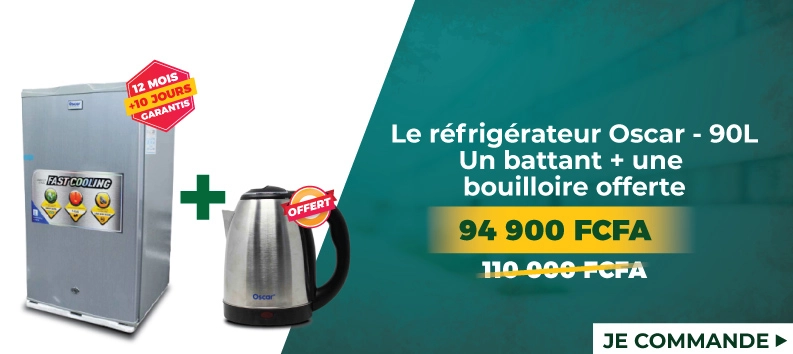 Oscar
12 MOIS
+10 JOURS
GARANTIS
FAST COOLING
OFFERT
Oscar
Le réfrigérateur Oscar - 90L
Un battant + une
bouilloire offerte
94 900 FCFA
110 000 FCFA
JE COMMANDE